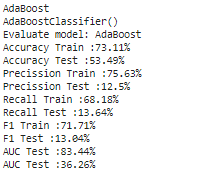 AdaBoost
AdaBoostClassifier()
Evaluate model: AdaBoost
Accuracy Train :73.11%
Accuracy Test :53.49%
Precission Train :75.63%
Precission Test :12.5%
Recall Train :68.18%
Recall Test :13.64%
F1 Train :71.71%
F1 Test :13.04%
AUC Test :83.44%
AUC Test :36.26%